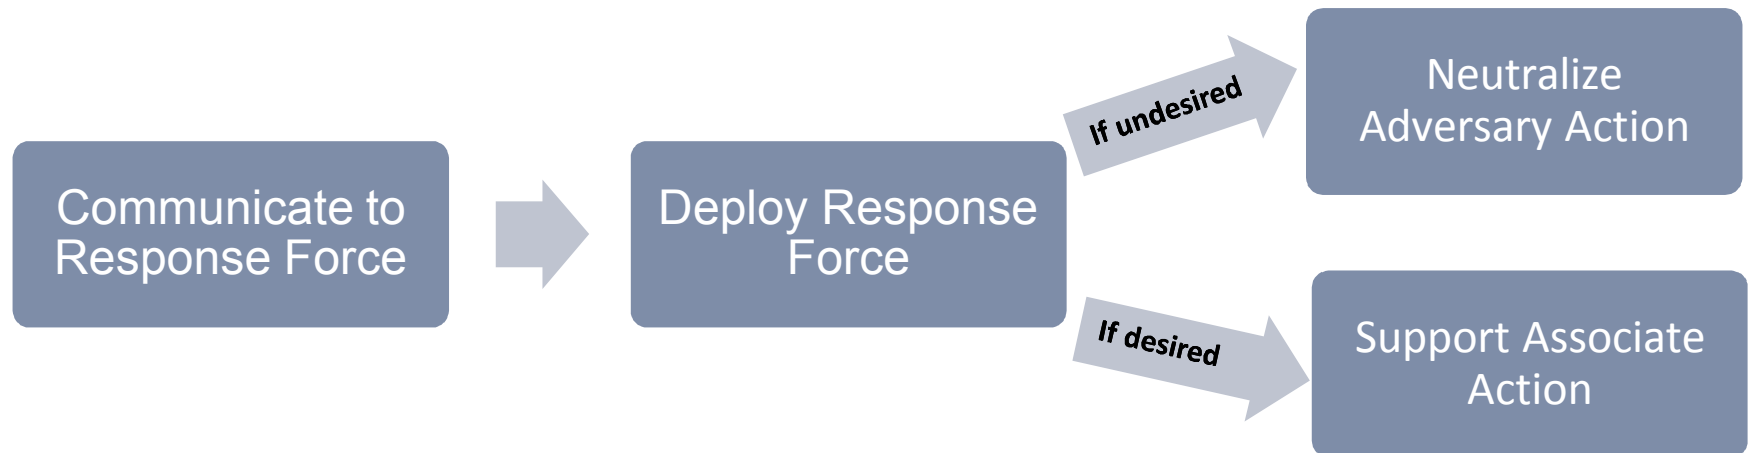 Communicate to
Response Force
Deploy Response
Force
If undesired
Neutralize
Adversary Action
If desired
Support Associate
Action